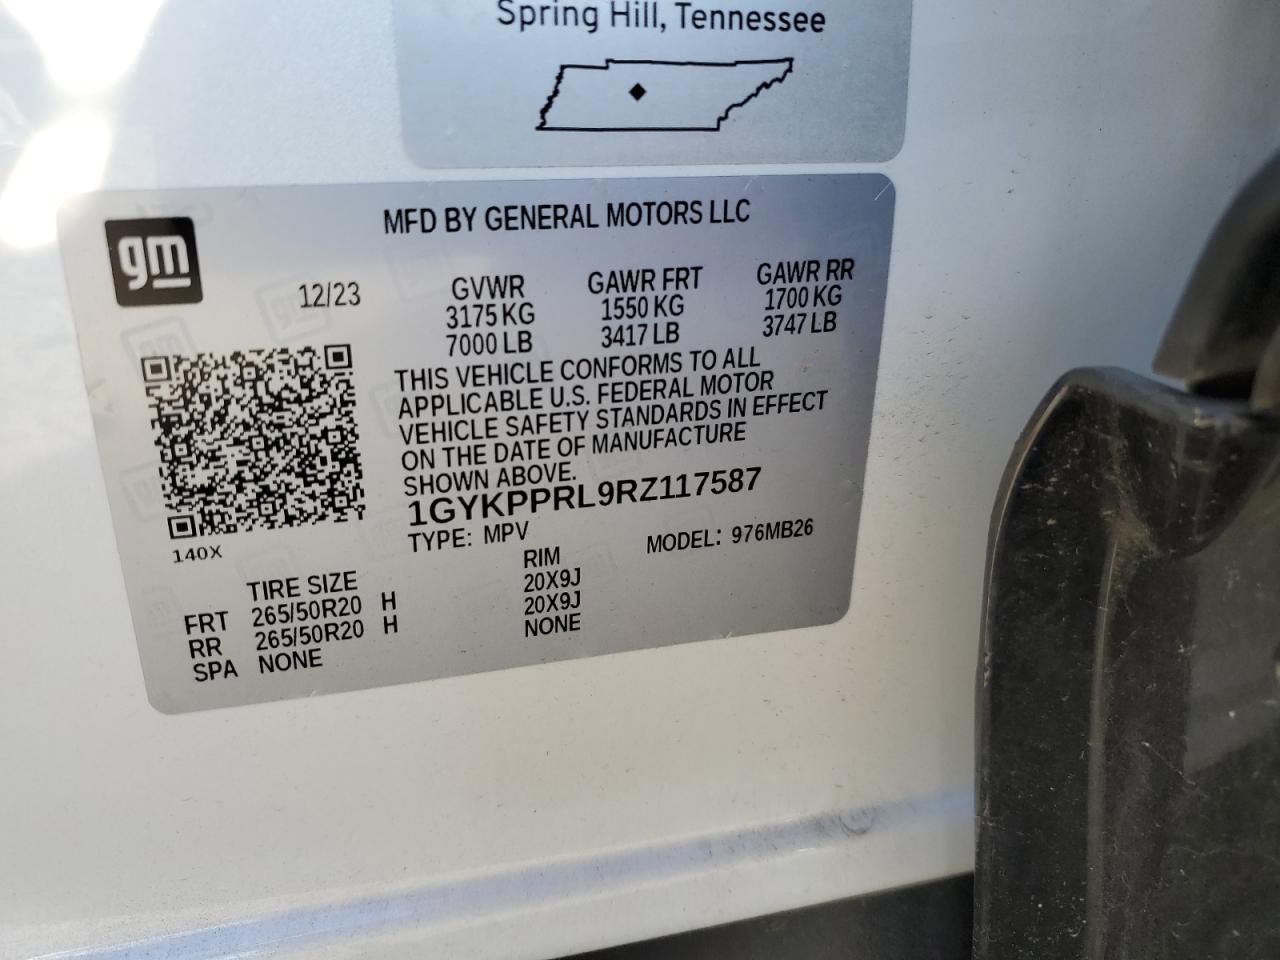 Spring Hill, Tennessee
gm
MFD BY GENERAL MOTORS LLC
12/23
GVWR GAWR FRT GAWR RR
3175 KG 1550 KG 1700 KG
7000 LB 3417 LB 3747 LB
THIS VEHICLE CONFORMS TO ALL
APPLICABLE U.S. FEDERAL MOTOR
VEHICLE SAFETY STANDARDS IN EFFECT
ON THE DATE OF MANUFACTURE
SHOWN ABOVE.
1GYKPPRL9RZ117587
TYPE: MPV MODEL: 976MB26
140X
TIRE SIZE RIM
FRT 265/50R20 H 20X9J
RR 265/50R20 H 20X9J
SPA NONE NONE